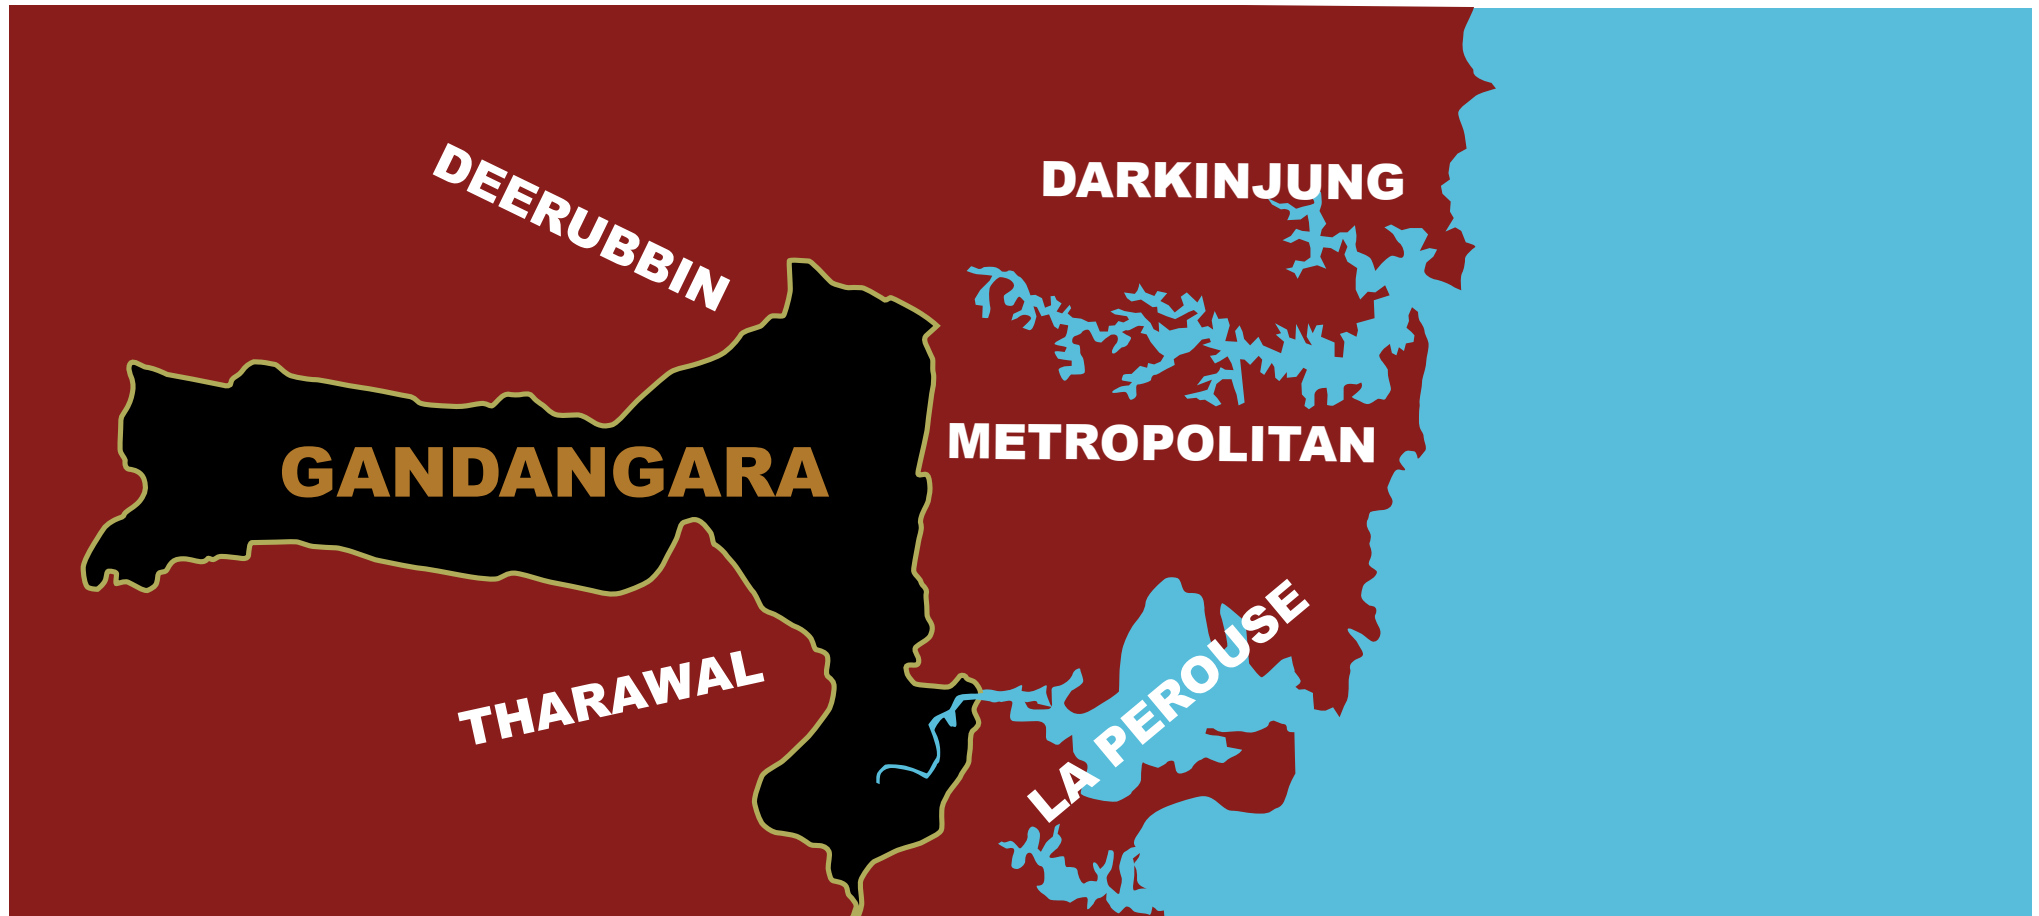 DEERUBBIN
DARKINJUNG
GANDANGARA
METROPOLITAN
THARAWAL
LA PEROUSE